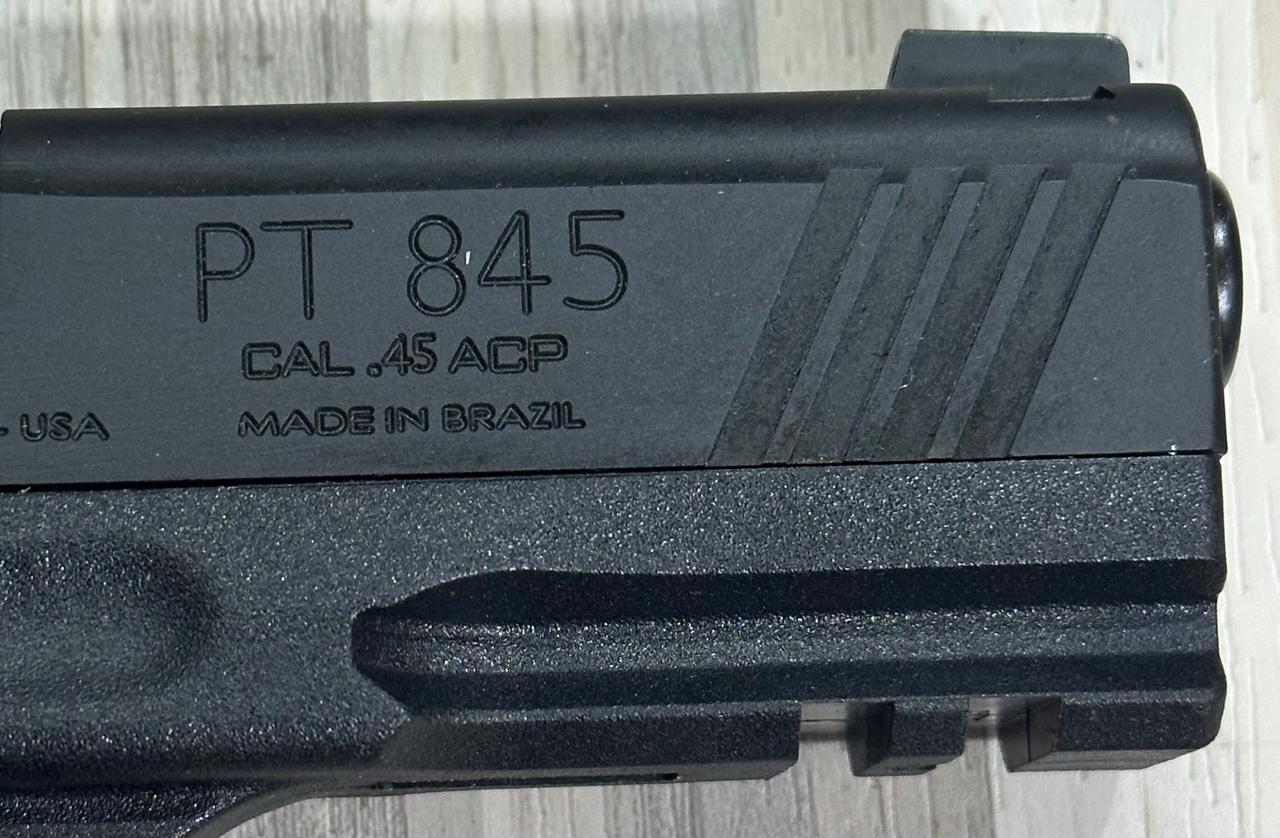 PT 845
CAL .45 ACP
- USA
MADE IN BRAZIL